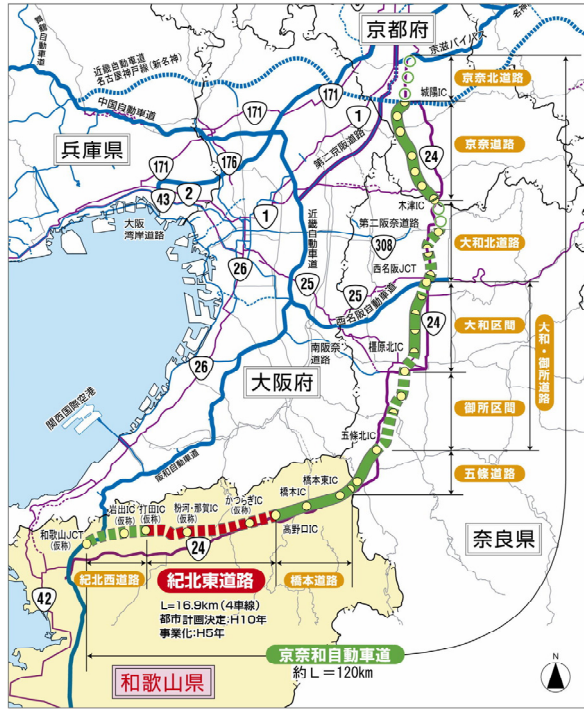 京都府
京滋バイパス
名神
名神高速道路
近畿自動車道
名古屋神戸線(新名神)
中国自動車道
城陽IC
京奈北道路
171
171
1
兵庫県
176
第二京阪道路
24
京奈道路
171
43
2
木津IC
大阪
湾岸道路
1
近畿自動車道
第二阪奈道路
308
大和北道路
26
西名阪JCT
25
25
西名阪自動車道
24
大和区間
大和・御所道路
南阪奈
道路
橿原北IC
26
大阪府
関西国際空港
御所区間
阪和自動車道
五條北IC
五條道路
橋本東IC
橋本IC
かつらぎIC
(仮称)
粉河・那賀IC
(仮称)
打田IC
(仮称)
岩出IC
(仮称)
和歌山JCT
(仮称)
高野口IC
24
奈良県
紀北西道路
紀北東道路
橋本道路
42
L=16.9km(4車線)
都市計画決定:H10年
事業化:H5年
京奈和自動車道
約L=120km
和歌山県
N